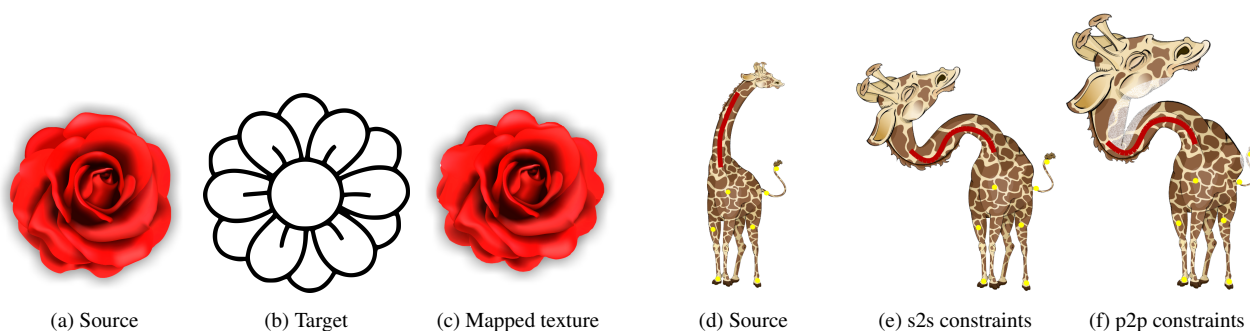 (a) Source
(b) Target
(c) Mapped texture
(d) Source
(e) s2s constraints
(f) p2p constraints